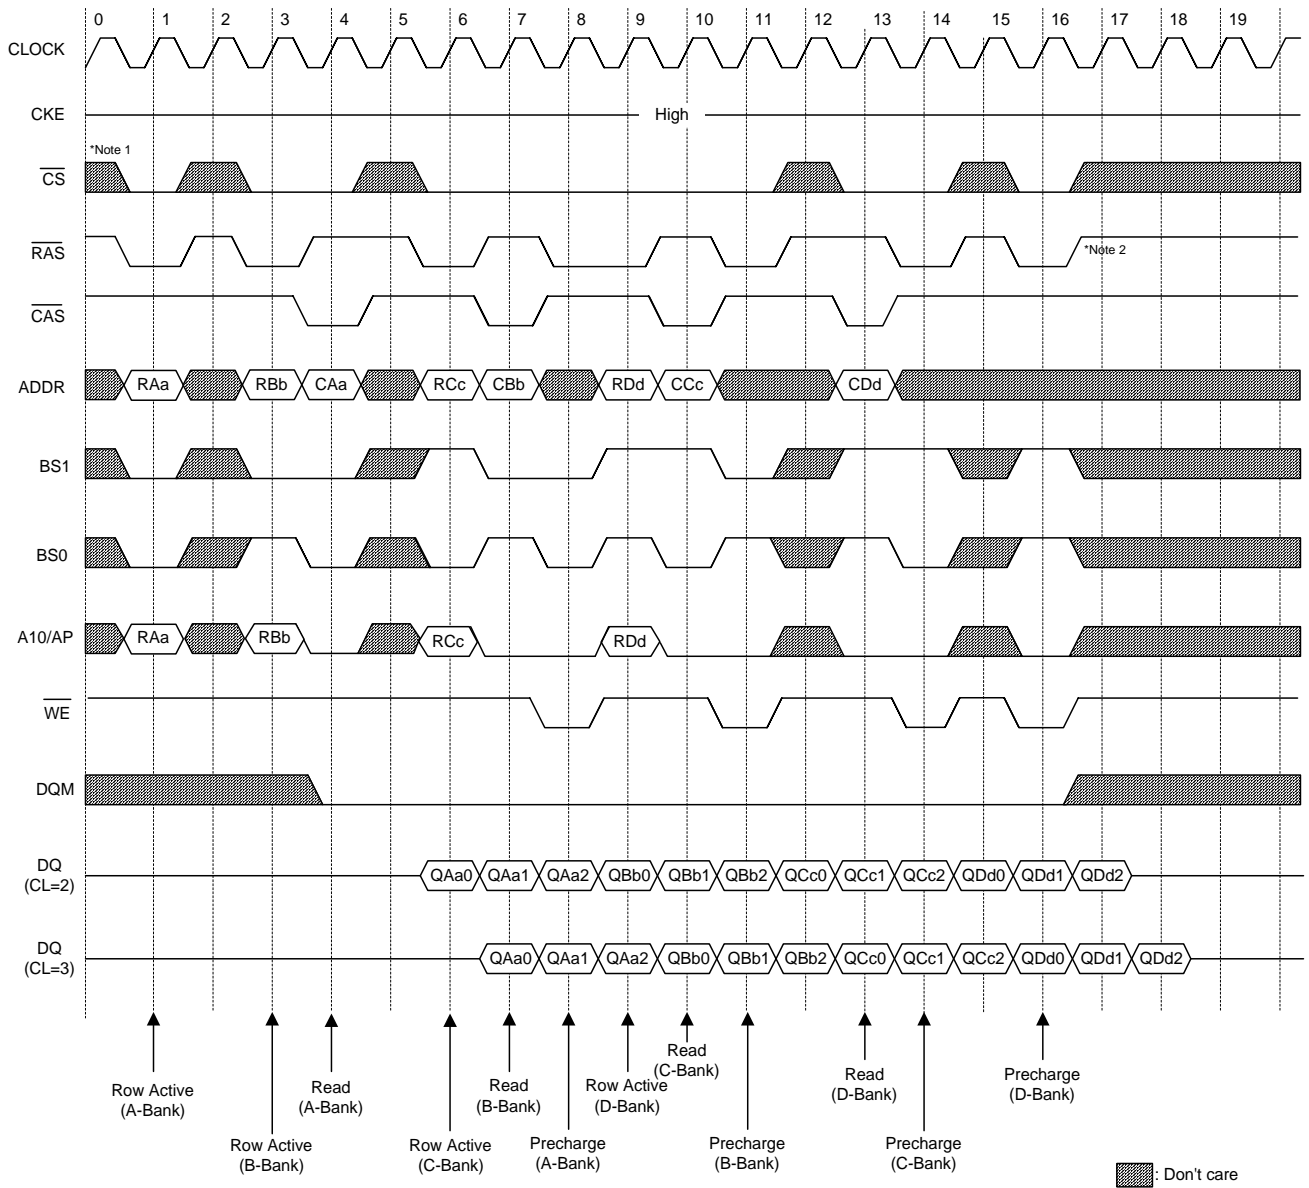 0 1 2 3 4 5 6 7 8 9 10 11 12 13 14 15 16 17 18 19
CLOCK
CKE
High
*Note 1
CS
RAS
*Note 2
CAS
ADDR
RAa RBb CAa RCc CBb RDd CCc CDd
BS1
BS0
A10/AP
RAa RBb RCc RDd
WE
DQM
DQ
(CL=2)
QAa0 QAa1 QAa2 QBb0 QBb1 QBb2 QCc0 QCc1 QCc2 QDd0 QDd1 QDd2
DQ
(CL=3)
QAa0 QAa1 QAa2 QBb0 QBb1 QBb2 QCc0 QCc1 QCc2 QDd0 QDd1 QDd2
Row Active
(A-Bank)
Row Active
(B-Bank)
Read
(A-Bank)
Row Active
(C-Bank)
Read
(B-Bank)
Precharge
(A-Bank)
Row Active
(D-Bank)
Read
(C-Bank)
Precharge
(B-Bank)
Read
(D-Bank)
Precharge
(C-Bank)
Precharge
(D-Bank)
: Don't care